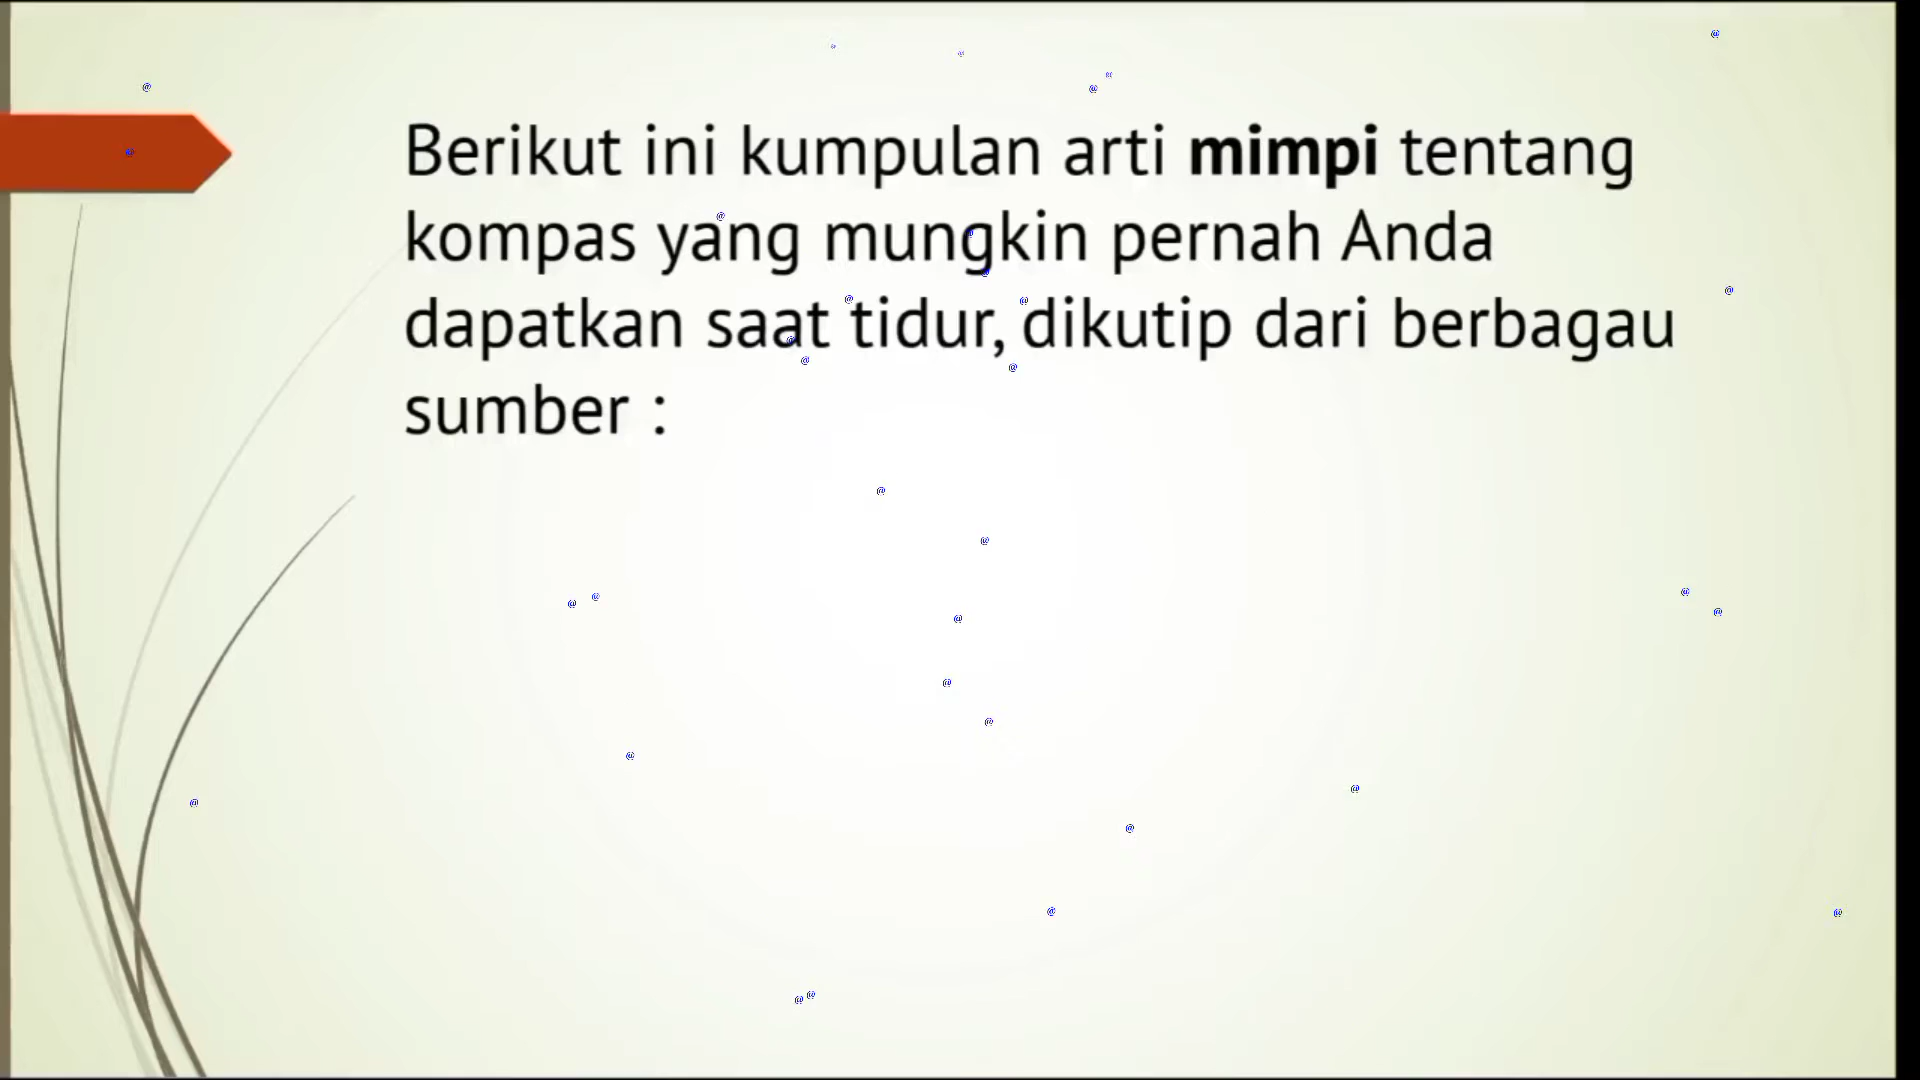 Berikut ini kumpulan arti mimpi tentang
kompas yang mungkin pernah Anda
dapatkan saat tidur, dikutip dari berbagau
sumber :